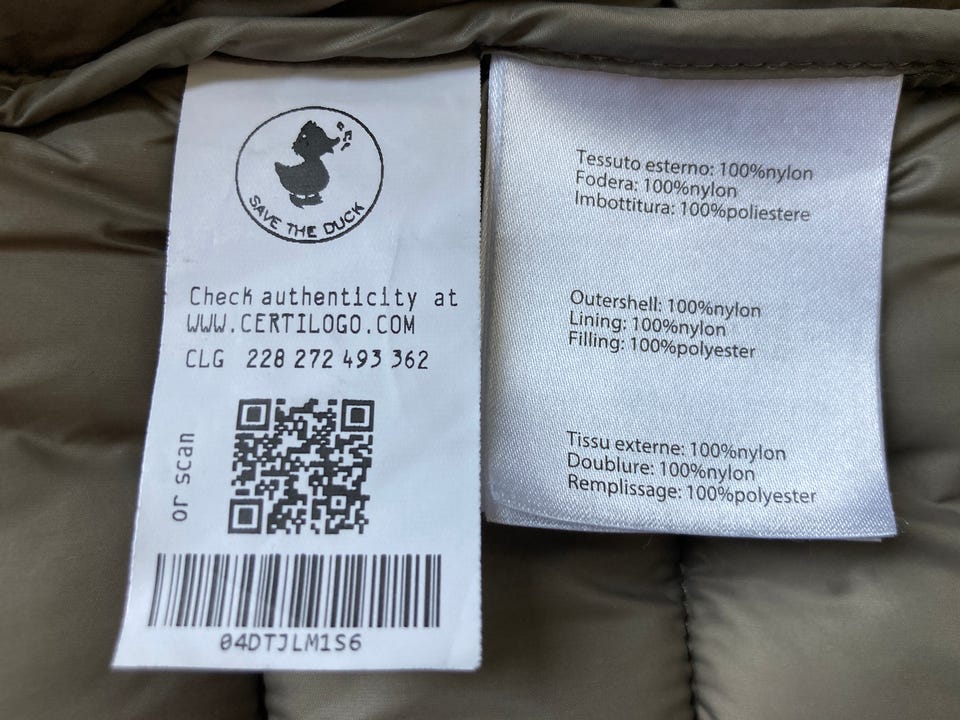 SAVE THE DUCK
Check authenticity at
WWW.CERTILOGO.COM
CLG 228 272 493 362
or scan
04DTJLM1S6
Tessuto esterno: 100%nylon
Fodera: 100%nylon
Imbottitura: 100%poliestere
Outershell: 100%nylon
Lining: 100%nylon
Filling: 100%polyester
Tissu externe: 100%nylon
Doublure: 100%nylon
Remplissage: 100%polyester